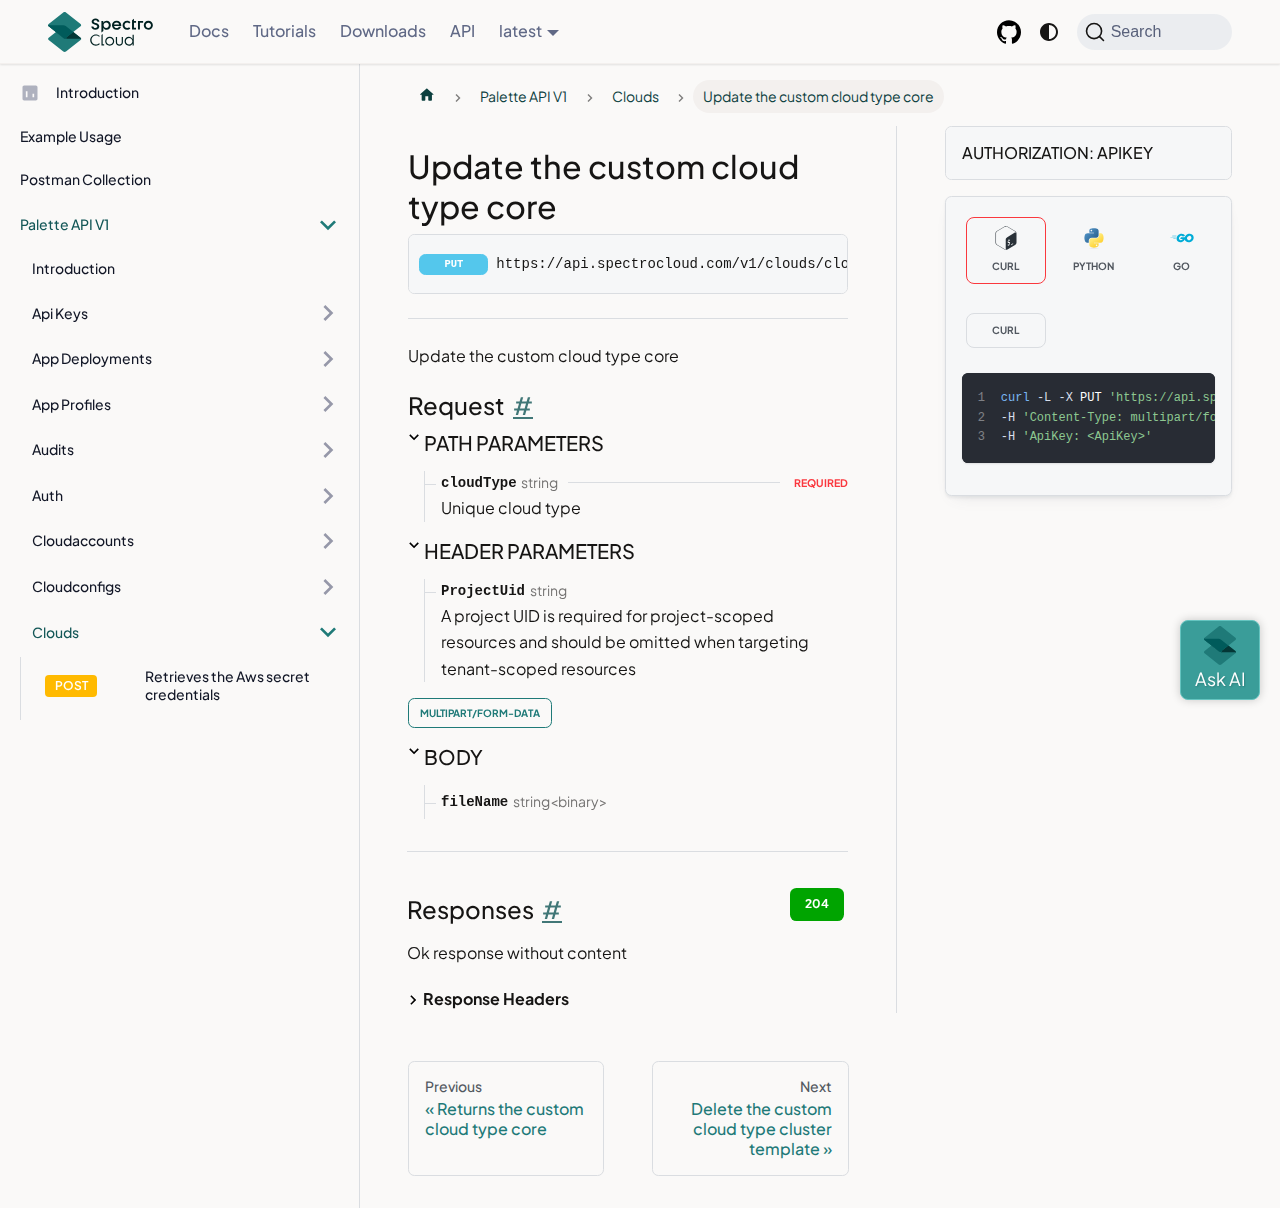 Spectro
Cloud
Docs
Tutorials
Downloads
API
latest
Search
Introduction
Example Usage
Postman Collection
Palette API V1
Introduction
Api Keys
App Deployments
App Profiles
Audits
Auth
Cloudaccounts
Cloudconfigs
Clouds
POST
Retrieves the Aws secret
credentials
Palette API V1
Clouds
Update the custom cloud type core
Update the custom cloud
type core
PUT https://api.spectrocloud.com/v1/clouds/clo
Update the custom cloud type core
Request #
PATH PARAMETERS
cloudType string REQUIRED
Unique cloud type
HEADER PARAMETERS
ProjectUid string
A project UID is required for project-scoped
resources and should be omitted when targeting
tenant-scoped resources
MULTIPART/FORM-DATA
BODY
fileName string<binary>
Responses #
204
Ok response without content
Response Headers
Previous
« Returns the custom
cloud type core
Next
Delete the custom
cloud type cluster
template »
AUTHORIZATION: APIKEY
CURL
PYTHON
GO
CURL
1 curl -L -X PUT 'https://api.sp
2 -H 'Content-Type: multipart/fo
3 -H 'ApiKey: <ApiKey>'
Ask AI